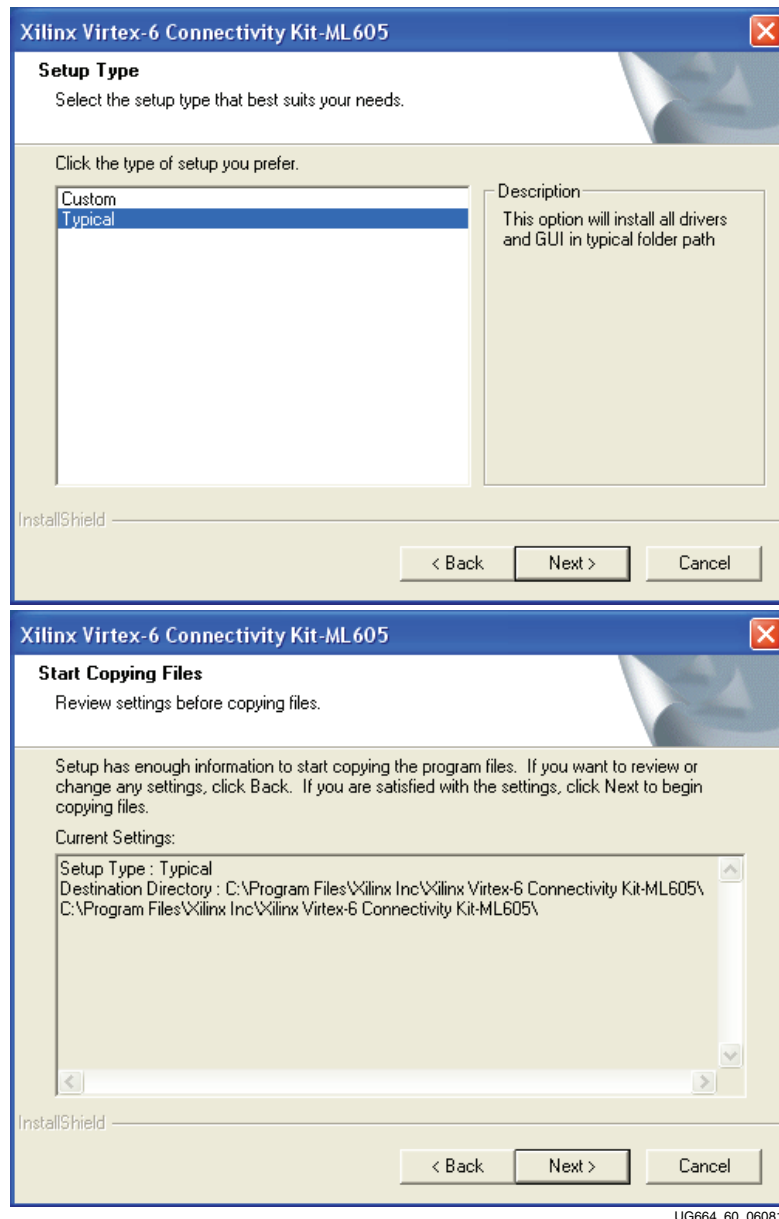 Xilinx Virtex-6 Connectivity Kit-ML605
Setup Type
Select the setup type that best suits your needs.
Click the type of setup you prefer.
Custom
Typical
Description
This option will install all drivers
and GUI in typical folder path
InstallShield
< Back
Next >
Cancel
Xilinx Virtex-6 Connectivity Kit-ML605
Start Copying Files
Review settings before copying files.
Setup has enough information to start copying the program files. If you want to review or
change any settings, click Back. If you are satisfied with the settings, click Next to begin
copying files.
Current Settings:
Setup Type : Typical
Destination Directory : C:\Program Files\Xilinx Inc\Xilinx Virtex-6 Connectivity Kit-ML605\
C:\Program Files\Xilinx Inc\Xilinx Virtex-6 Connectivity Kit-ML605\
InstallShield
< Back
Next >
Cancel